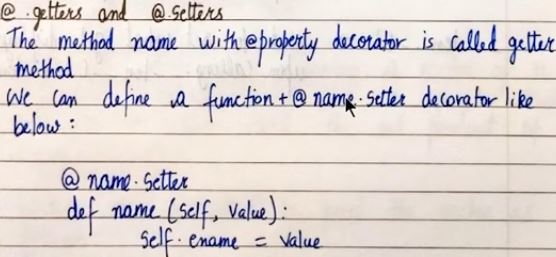 @ .getters and @.setters
The method name with @property decorator is called getter
method
We can define a function + @ name.setter decorator like
below :
@ name.setter
def name (self, value):
self.ename = value